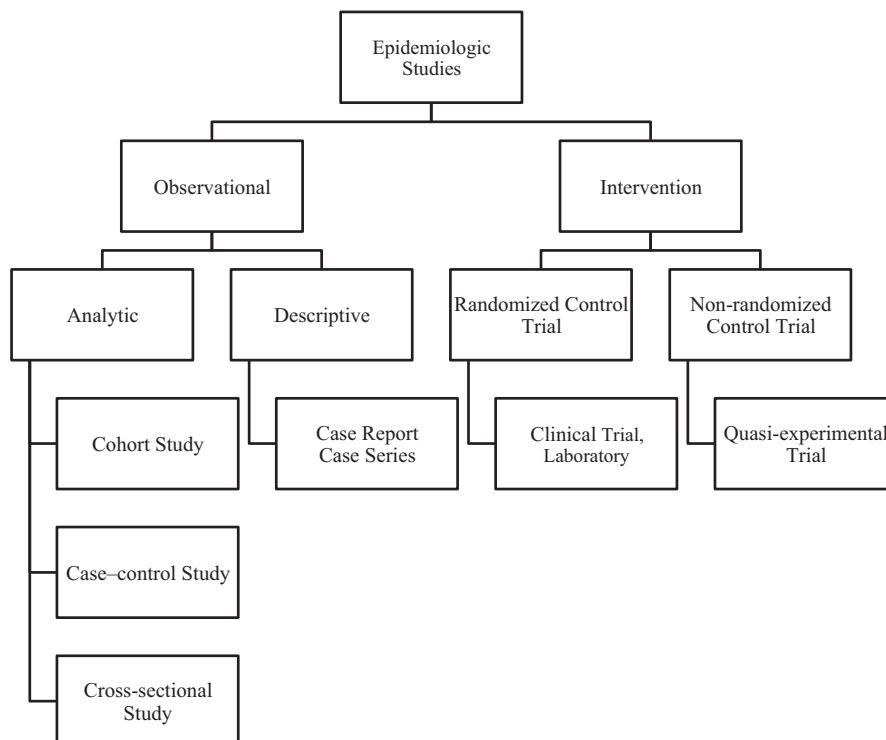 Epidemiologic
Studies
Observational
Intervention
Analytic
Descriptive
Randomized Control
Trial
Non-randomized
Control Trial
Cohort Study
Case Report
Case Series
Clinical Trial,
Laboratory
Quasi-experimental
Trial
Case–control Study
Cross-sectional
Study